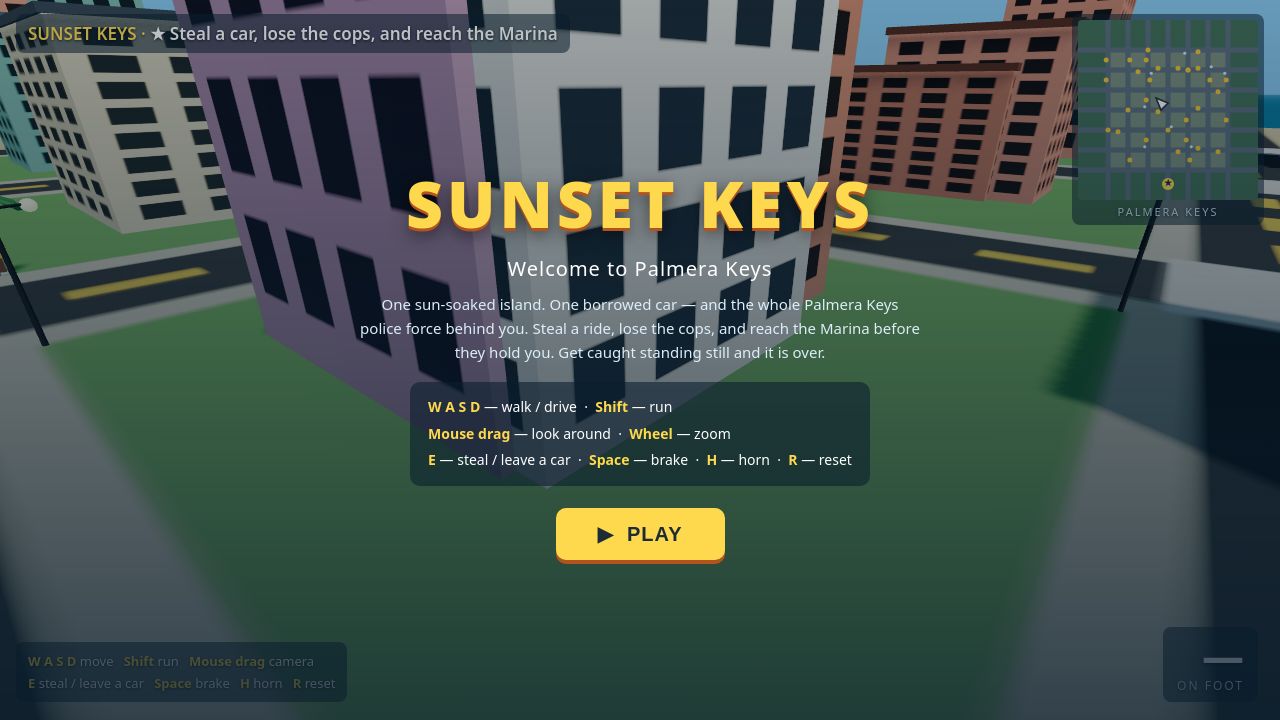 SUNSET KEYS · ★ Steal a car, lose the cops, and reach the Marina
PALMERA KEYS
SUNSET KEYS
Welcome to Palmera Keys
One sun-soaked island. One borrowed car — and the whole Palmera Keys
police force behind you. Steal a ride, lose the cops, and reach the Marina before
they hold you. Get caught standing still and it is over.
W A S D — walk / drive · Shift — run
Mouse drag — look around · Wheel — zoom
E — steal / leave a car · Space — brake · H — horn · R — reset
▶ PLAY
W A S D move Shift run Mouse drag camera
E steal / leave a car Space brake H horn R reset
—
ON FOOT